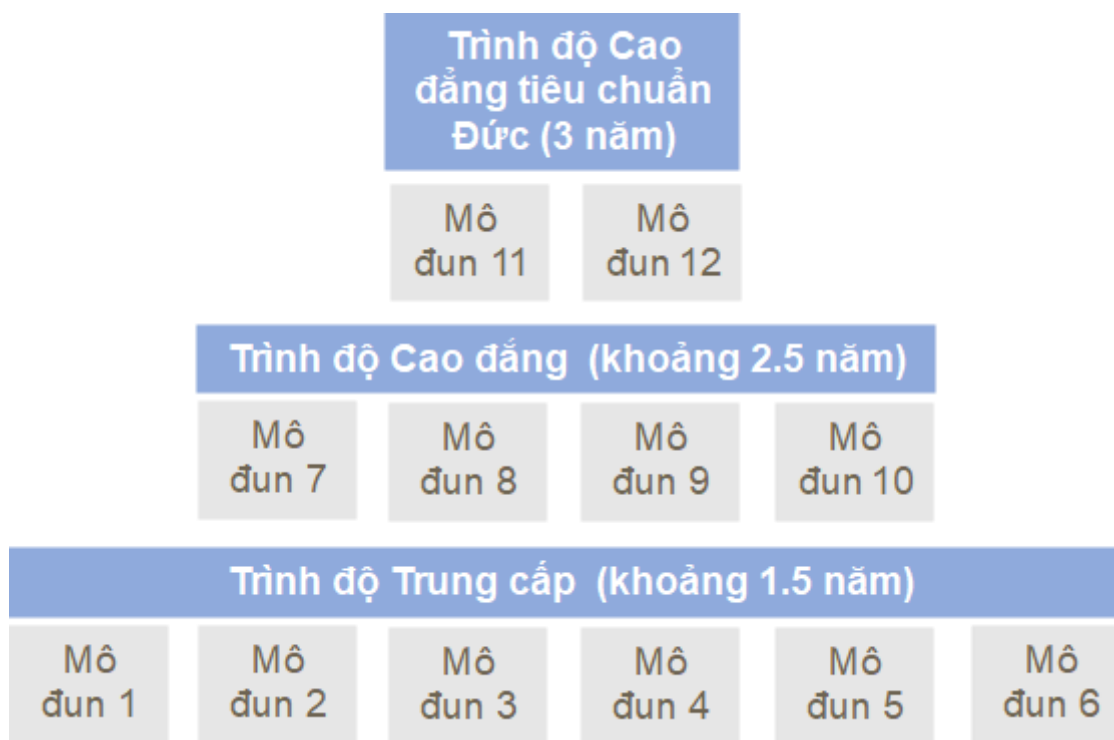 Trình độ Cao
đẳng tiêu chuẩn
Đức (3 năm)
Mô
đun 11
Mô
đun 12
Trình độ Cao đắng (khoảng 2.5 năm)
Mô
đun 7
Mô
đun 8
Mô
đun 9
Mô
đun 10
Trình độ Trung cấp (khoảng 1.5 năm)
Mô
đun 1
Mô
đun 2
Mô
đun 3
Mô
đun 4
Mô
đun 5
Mô
đun 6